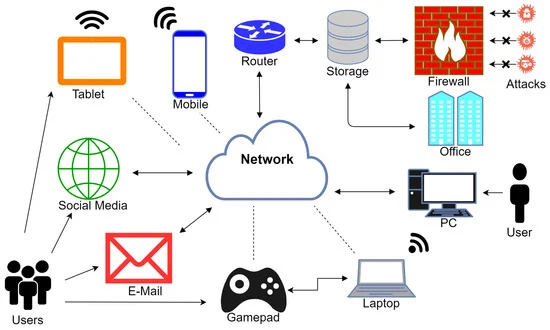 Tablet
Mobile
Router
Storage
Firewall
Attacks
Office
Network
Social Media
PC
User
E-Mail
Users
Gamepad
Laptop